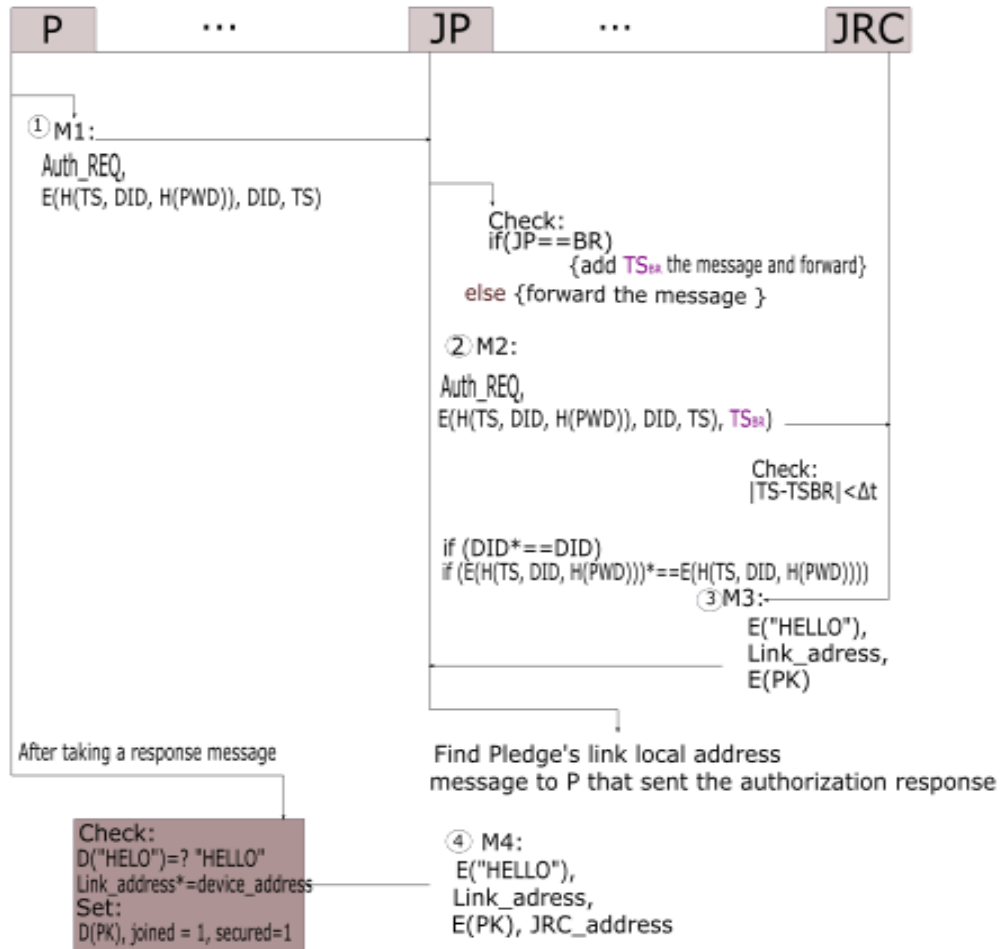 P ... JP ... JRC
1 M1:
Auth_REQ,
E(H(TS, DID, H(PWD)), DID, TS)
Check:
if(JP==BR)
{add TSBR the message and forward}
else {forward the message }
2 M2:
Auth_REQ,
E(H(TS, DID, H(PWD)), DID, TS), TSBR)
Check:
|TS-TSBR|<Δt
if (DID*==DID)
if (E(H(TS, DID, H(PWD)))*==E(H(TS, DID, H(PWD))))
3 M3:
E("HELLO"),
Link_adress,
E(PK)
After taking a response message
Find Pledge's link local address
message to P that sent the authorization response
Check:
D("HELO")=? "HELLO"
Link_address*=device_address
Set:
D(PK), joined = 1, secured=1
4 M4:
E("HELLO"),
Link_adress,
E(PK), JRC_address